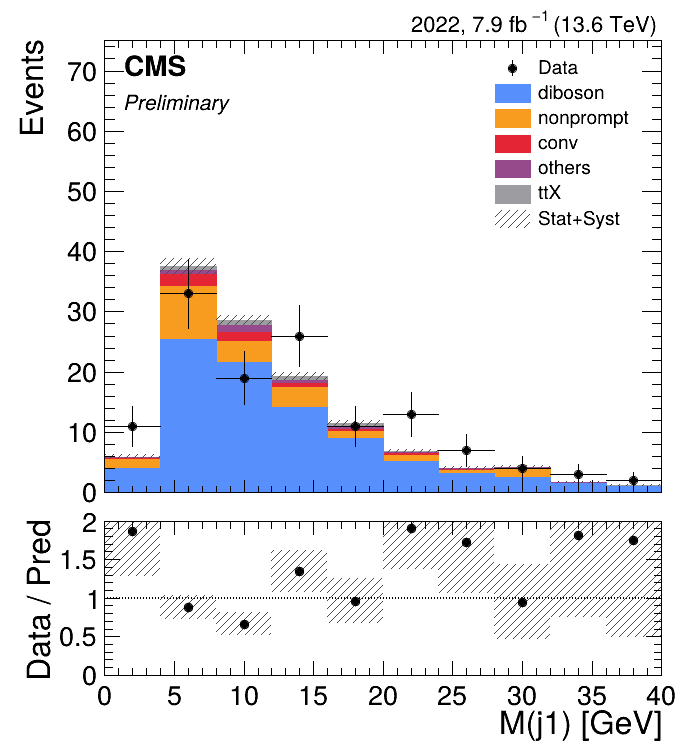 2022, 7.9 fb⁻¹ (13.6 TeV)
CMS
Preliminary
Events
70
60
50
40
30
20
10
0
Data
diboson
nonprompt
conv
others
ttX
Stat+Syst
Data / Pred
2
1.5
1
0.5
0
0 5 10 15 20 25 30 35 40
M(j1) [GeV]